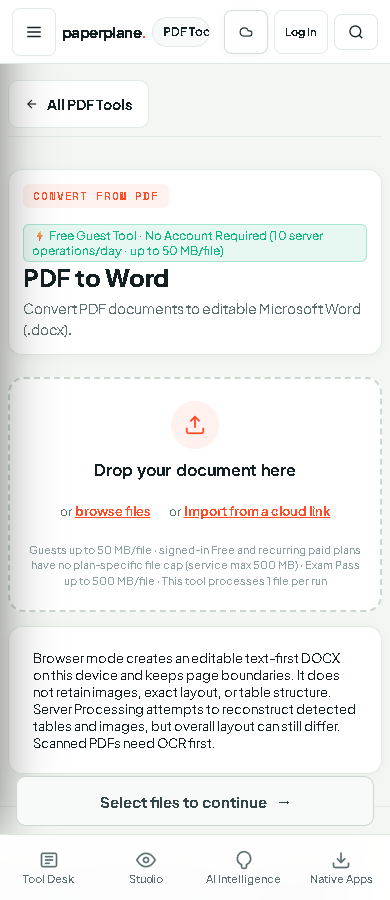 paperplane. PDF Toc Log In
← All PDF Tools
CONVERT FROM PDF
Free Guest Tool · No Account Required (10 server
operations/day · up to 50 MB/file)
PDF to Word
Convert PDF documents to editable Microsoft Word
(.docx).
Drop your document here
or browse files or Import from a cloud link
Guests up to 50 MB/file · signed-in Free and recurring paid plans
have no plan-specific file cap (service max 500 MB) · Exam Pass
up to 500 MB/file · This tool processes 1 file per run
Browser mode creates an editable text-first DOCX
on this device and keeps page boundaries. It does
not retain images, exact layout, or table structure.
Server Processing attempts to reconstruct detected
tables and images, but overall layout can still differ.
Scanned PDFs need OCR first.
Select files to continue →
Tool Desk Studio AI Intelligence Native Apps